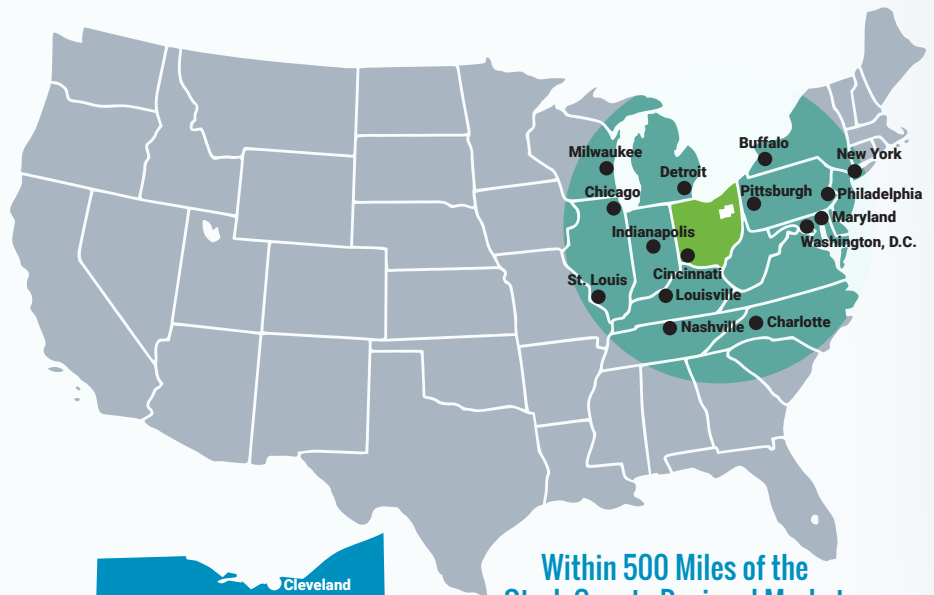 Buffalo
Milwaukee
New York
Detroit
Chicago
Pittsburgh
Philadelphia
Maryland
Indianapolis
Washington, D.C.
Cincinnati
St. Louis
Louisville
Nashville
Charlotte
Within 500 Miles of the
Cleveland